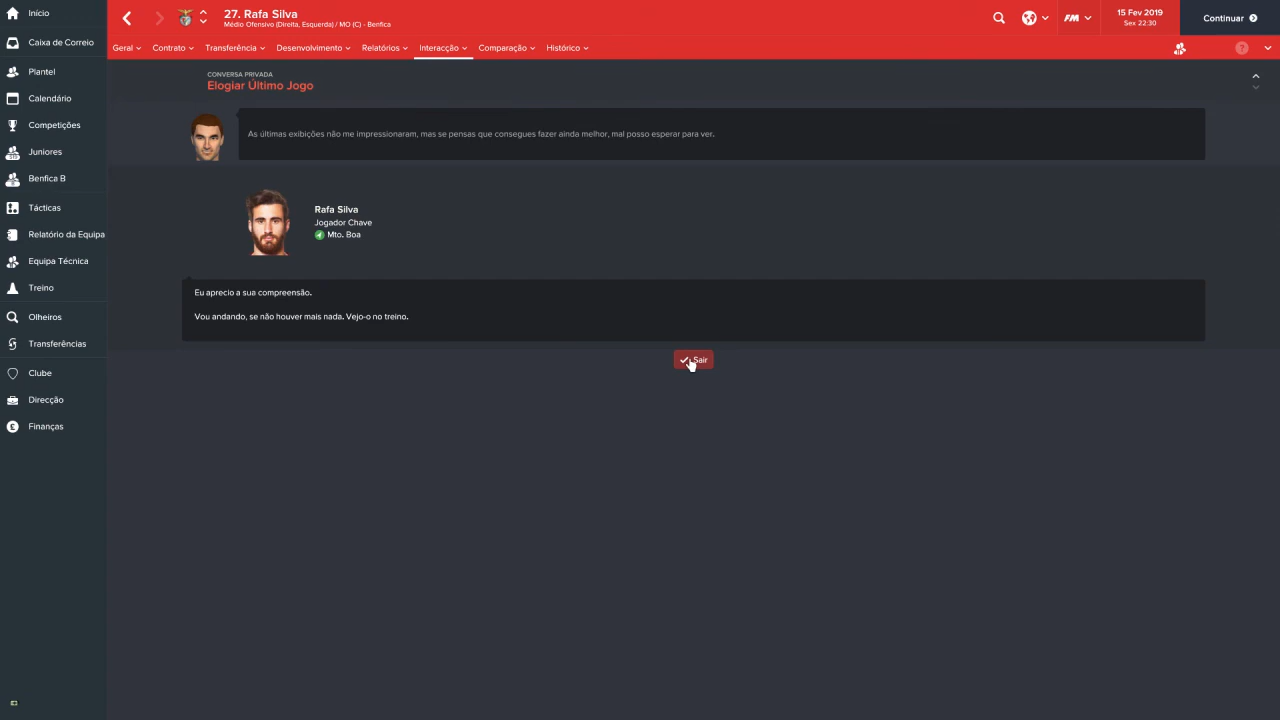 Início
27. Rafa Silva
Médio Ofensivo (Direita, Esquerda) / MO (C) - Benfica
FM
15 Fev 2019
Sex 22:30
Continuar
Caixa de Correio
Geral
Contrato
Transferência
Desenvolvimento
Relatórios
Interacção
Comparação
Histórico
?
Plantel
Calendário
Competições
Juniores
Benfica B
Tácticas
Relatório da Equipa
Equipa Técnica
Treino
Olheiros
Transferências
Clube
Direcção
Finanças
CONVERSA PRIVADA
Elogiar Último Jogo
As últimas exibições não me impressionaram, mas se pensas que consegues fazer ainda melhor, mal posso esperar para ver.
Rafa Silva
Jogador Chave
Mto. Boa
Eu aprecio a sua compreensão.
Vou andando, se não houver mais nada. Vejo-o no treino.
Sair